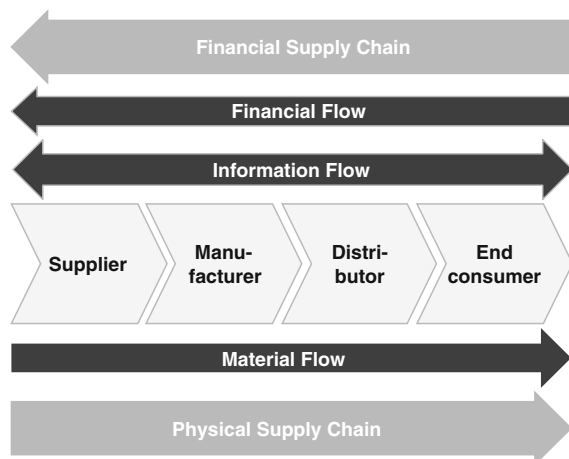 Financial Supply Chain
Financial Flow
Information Flow
Supplier
Manu-
facturer
Distri-
butor
End
consumer
Material Flow
Physical Supply Chain